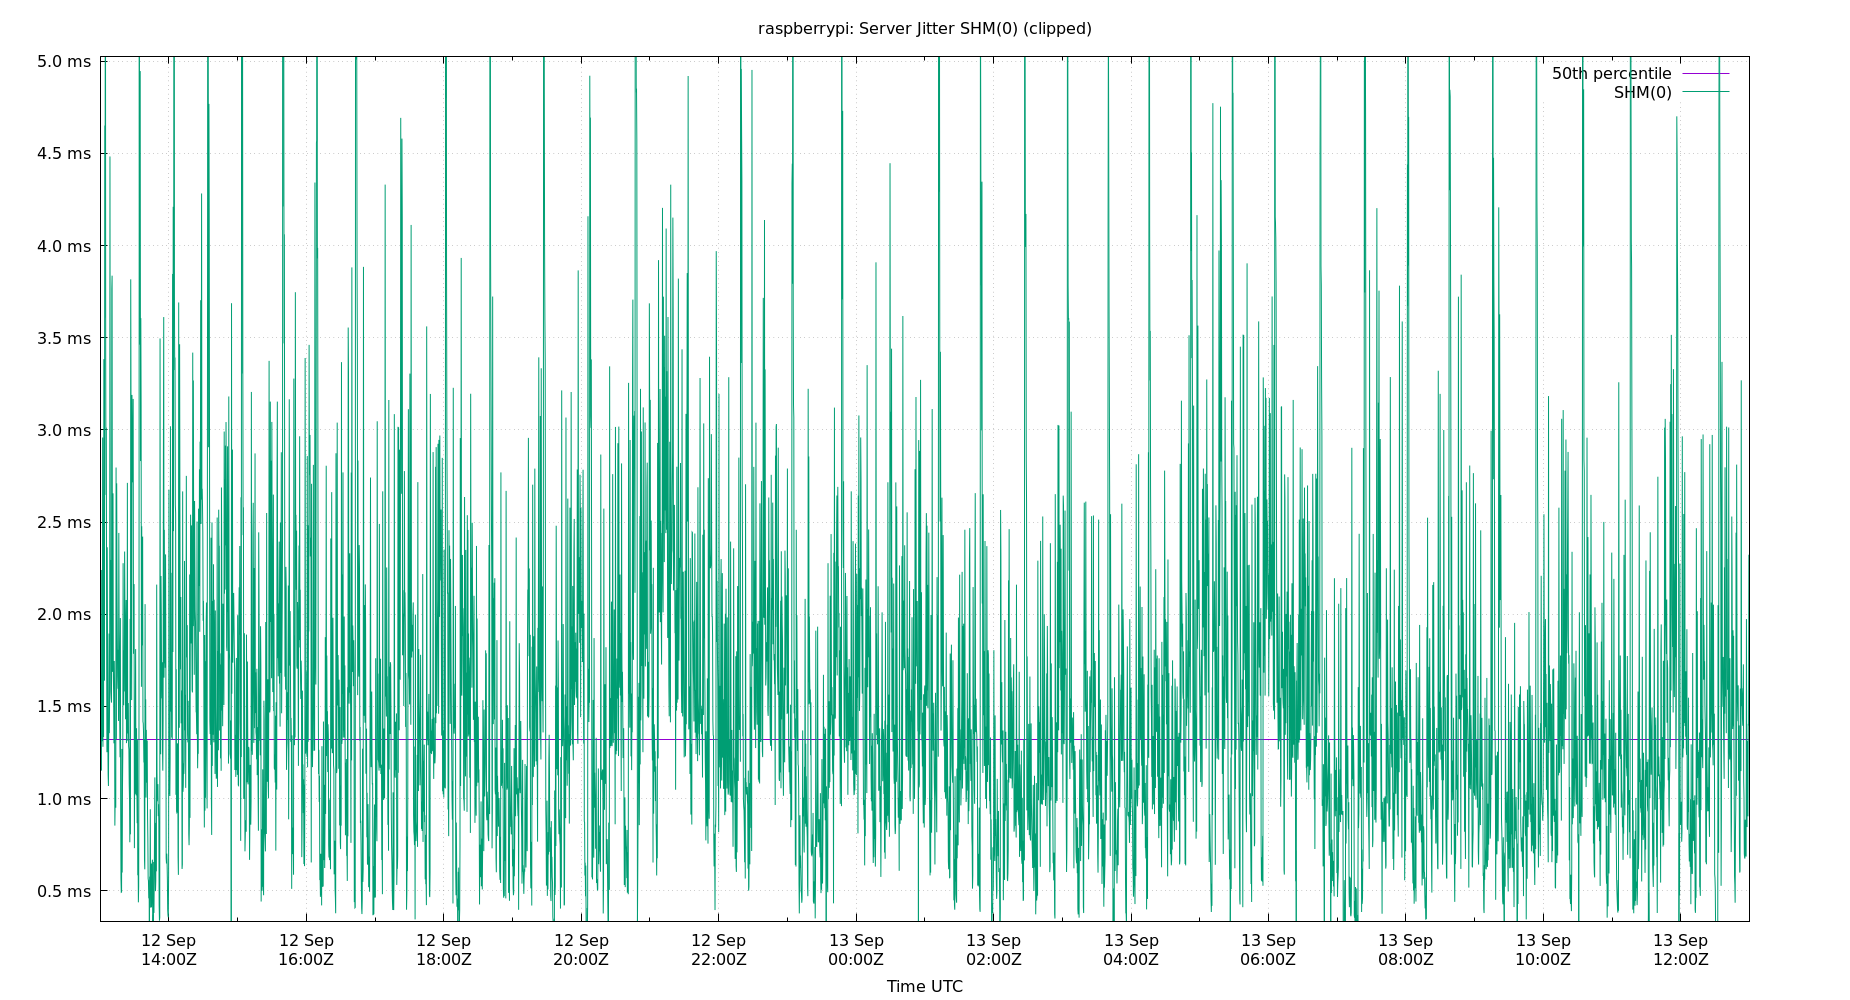 raspberrypi: Server Jitter SHM(0) (clipped)
50th percentile
SHM(0)
5.0 ms
4.5 ms
4.0 ms
3.5 ms
3.0 ms
2.5 ms
2.0 ms
1.5 ms
1.0 ms
0.5 ms
12 Sep 12 Sep 12 Sep 12 Sep 12 Sep 13 Sep 13 Sep 13 Sep 13 Sep 13 Sep 13 Sep 13 Sep
14:00Z 16:00Z 18:00Z 20:00Z 22:00Z 00:00Z 02:00Z 04:00Z 06:00Z 08:00Z 10:00Z 12:00Z
Time UTC